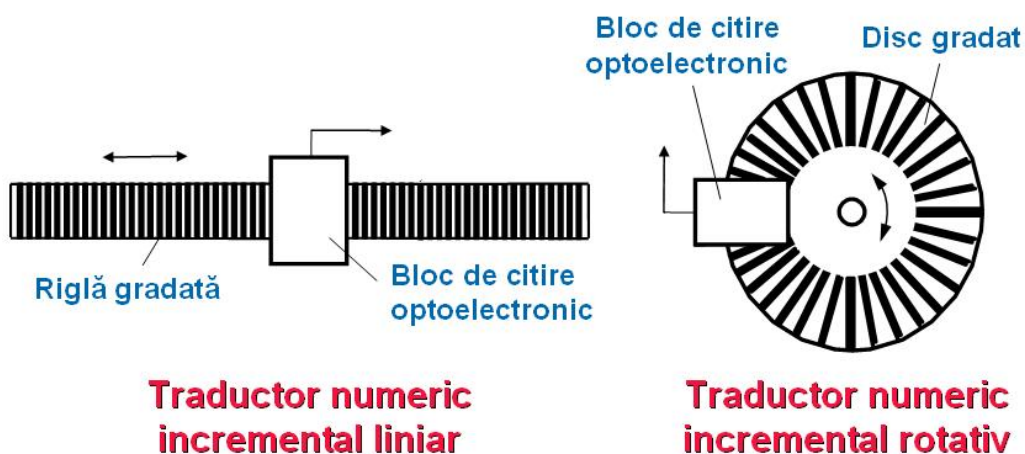 Bloc de citire
optoelectronic
Disc gradat
Riglă gradată
Bloc de citire
optoelectronic
Traductor numeric
incremental liniar
Traductor numeric
incremental rotativ